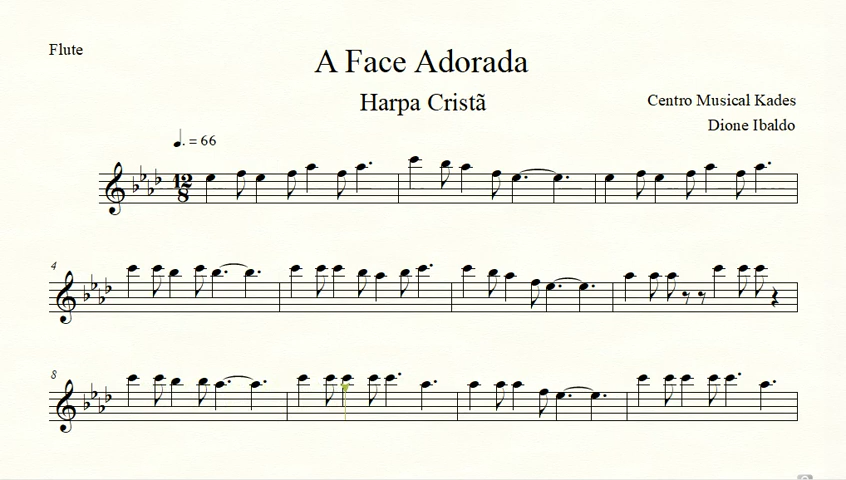 Flute
A Face Adorada
Harpa Cristã
Centro Musical Kades
Dione Ibaldo
♩. = 66
12
8
4
8